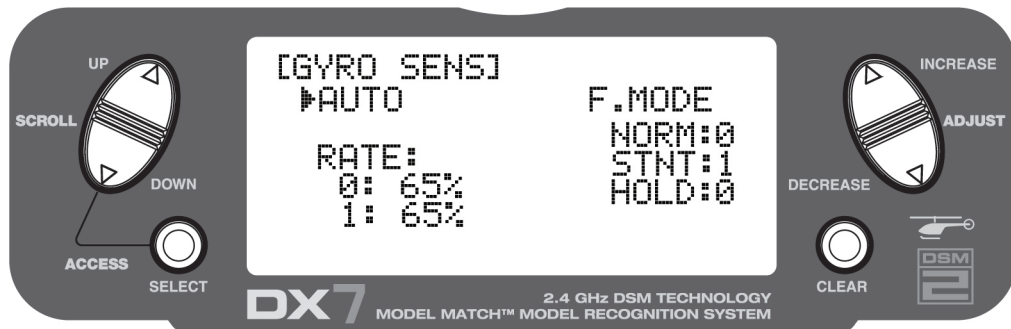 UP
SCROLL
DOWN
ACCESS
SELECT
[GYRO SENS]
AUTO
RATE:
0: 65%
1: 65%
F.MODE
NORM:0
STNT:1
HOLD:0
INCREASE
ADJUST
DECREASE
CLEAR
DSM
2
DX7
2.4 GHz DSM TECHNOLOGY
MODEL MATCH™ MODEL RECOGNITION SYSTEM